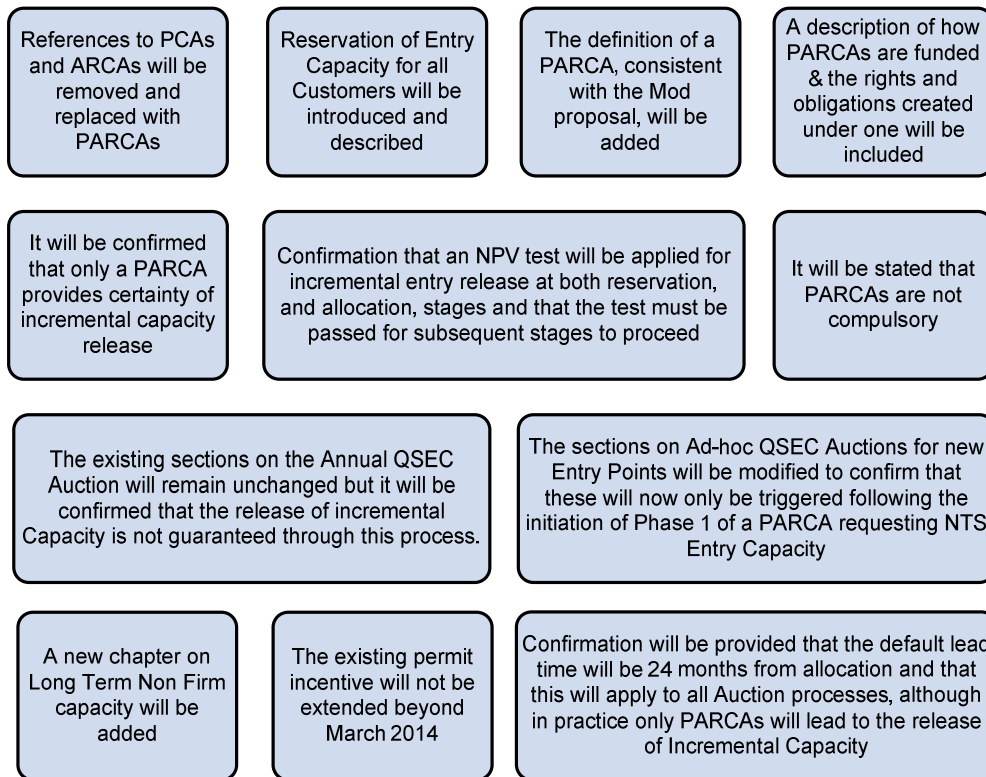 References to PCAs
and ARCAs will be
removed and
replaced with
PARCAs
Reservation of Entry
Capacity for all
Customers will be
introduced and
described
The definition of a
PARCA, consistent
with the Mod
proposal, will be
added
A description of how
PARCAs are funded
& the rights and
obligations created
under one will be
included
It will be confirmed
that only a PARCA
provides certainty of
incremental capacity
release
Confirmation that an NPV test will be applied for
incremental entry release at both reservation,
and allocation, stages and that the test must be
passed for subsequent stages to proceed
It will be stated that
PARCAs are not
compulsory
The existing sections on the Annual QSEC
Auction will remain unchanged but it will be
confirmed that the release of incremental
Capacity is not guaranteed through this process.
The sections on Ad-hoc QSEC Auctions for new
Entry Points will be modified to confirm that
these will now only be triggered following the
initiation of Phase 1 of a PARCA requesting NTS
Entry Capacity
A new chapter on
Long Term Non Firm
capacity will be
added
The existing permit
incentive will not be
extended beyond
March 2014
Confirmation will be provided that the default lead
time will be 24 months from allocation and that
this will apply to all Auction processes, although
in practice only PARCAs will lead to the release
of Incremental Capacity